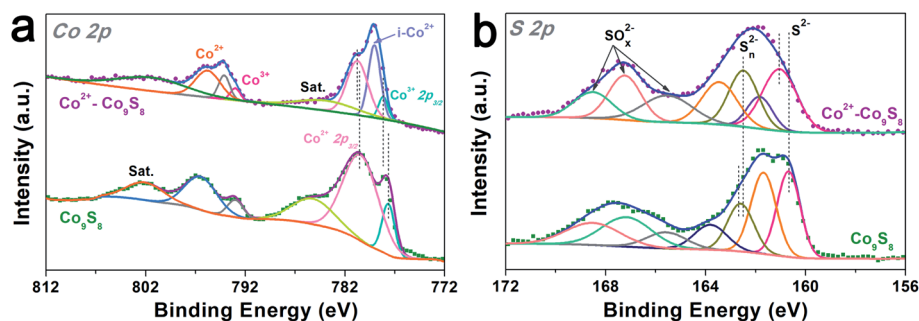 a
Co 2p
Intensity (a.u.)
Co²⁺
Co³⁺
i-Co²⁺
Sat.
Co³⁺ 2p₃/₂
Co²⁺-Co₉S₈
Co²⁺ 2p₃/₂
Sat.
Co₉S₈
812 802 792 782 772
Binding Energy (eV)
b
S 2p
Intensity (a.u.)
SOₓ²⁻
Sₙ²⁻
S²⁻
Co²⁺-Co₉S₈
Co₉S₈
172 168 164 160 156
Binding Energy (eV)